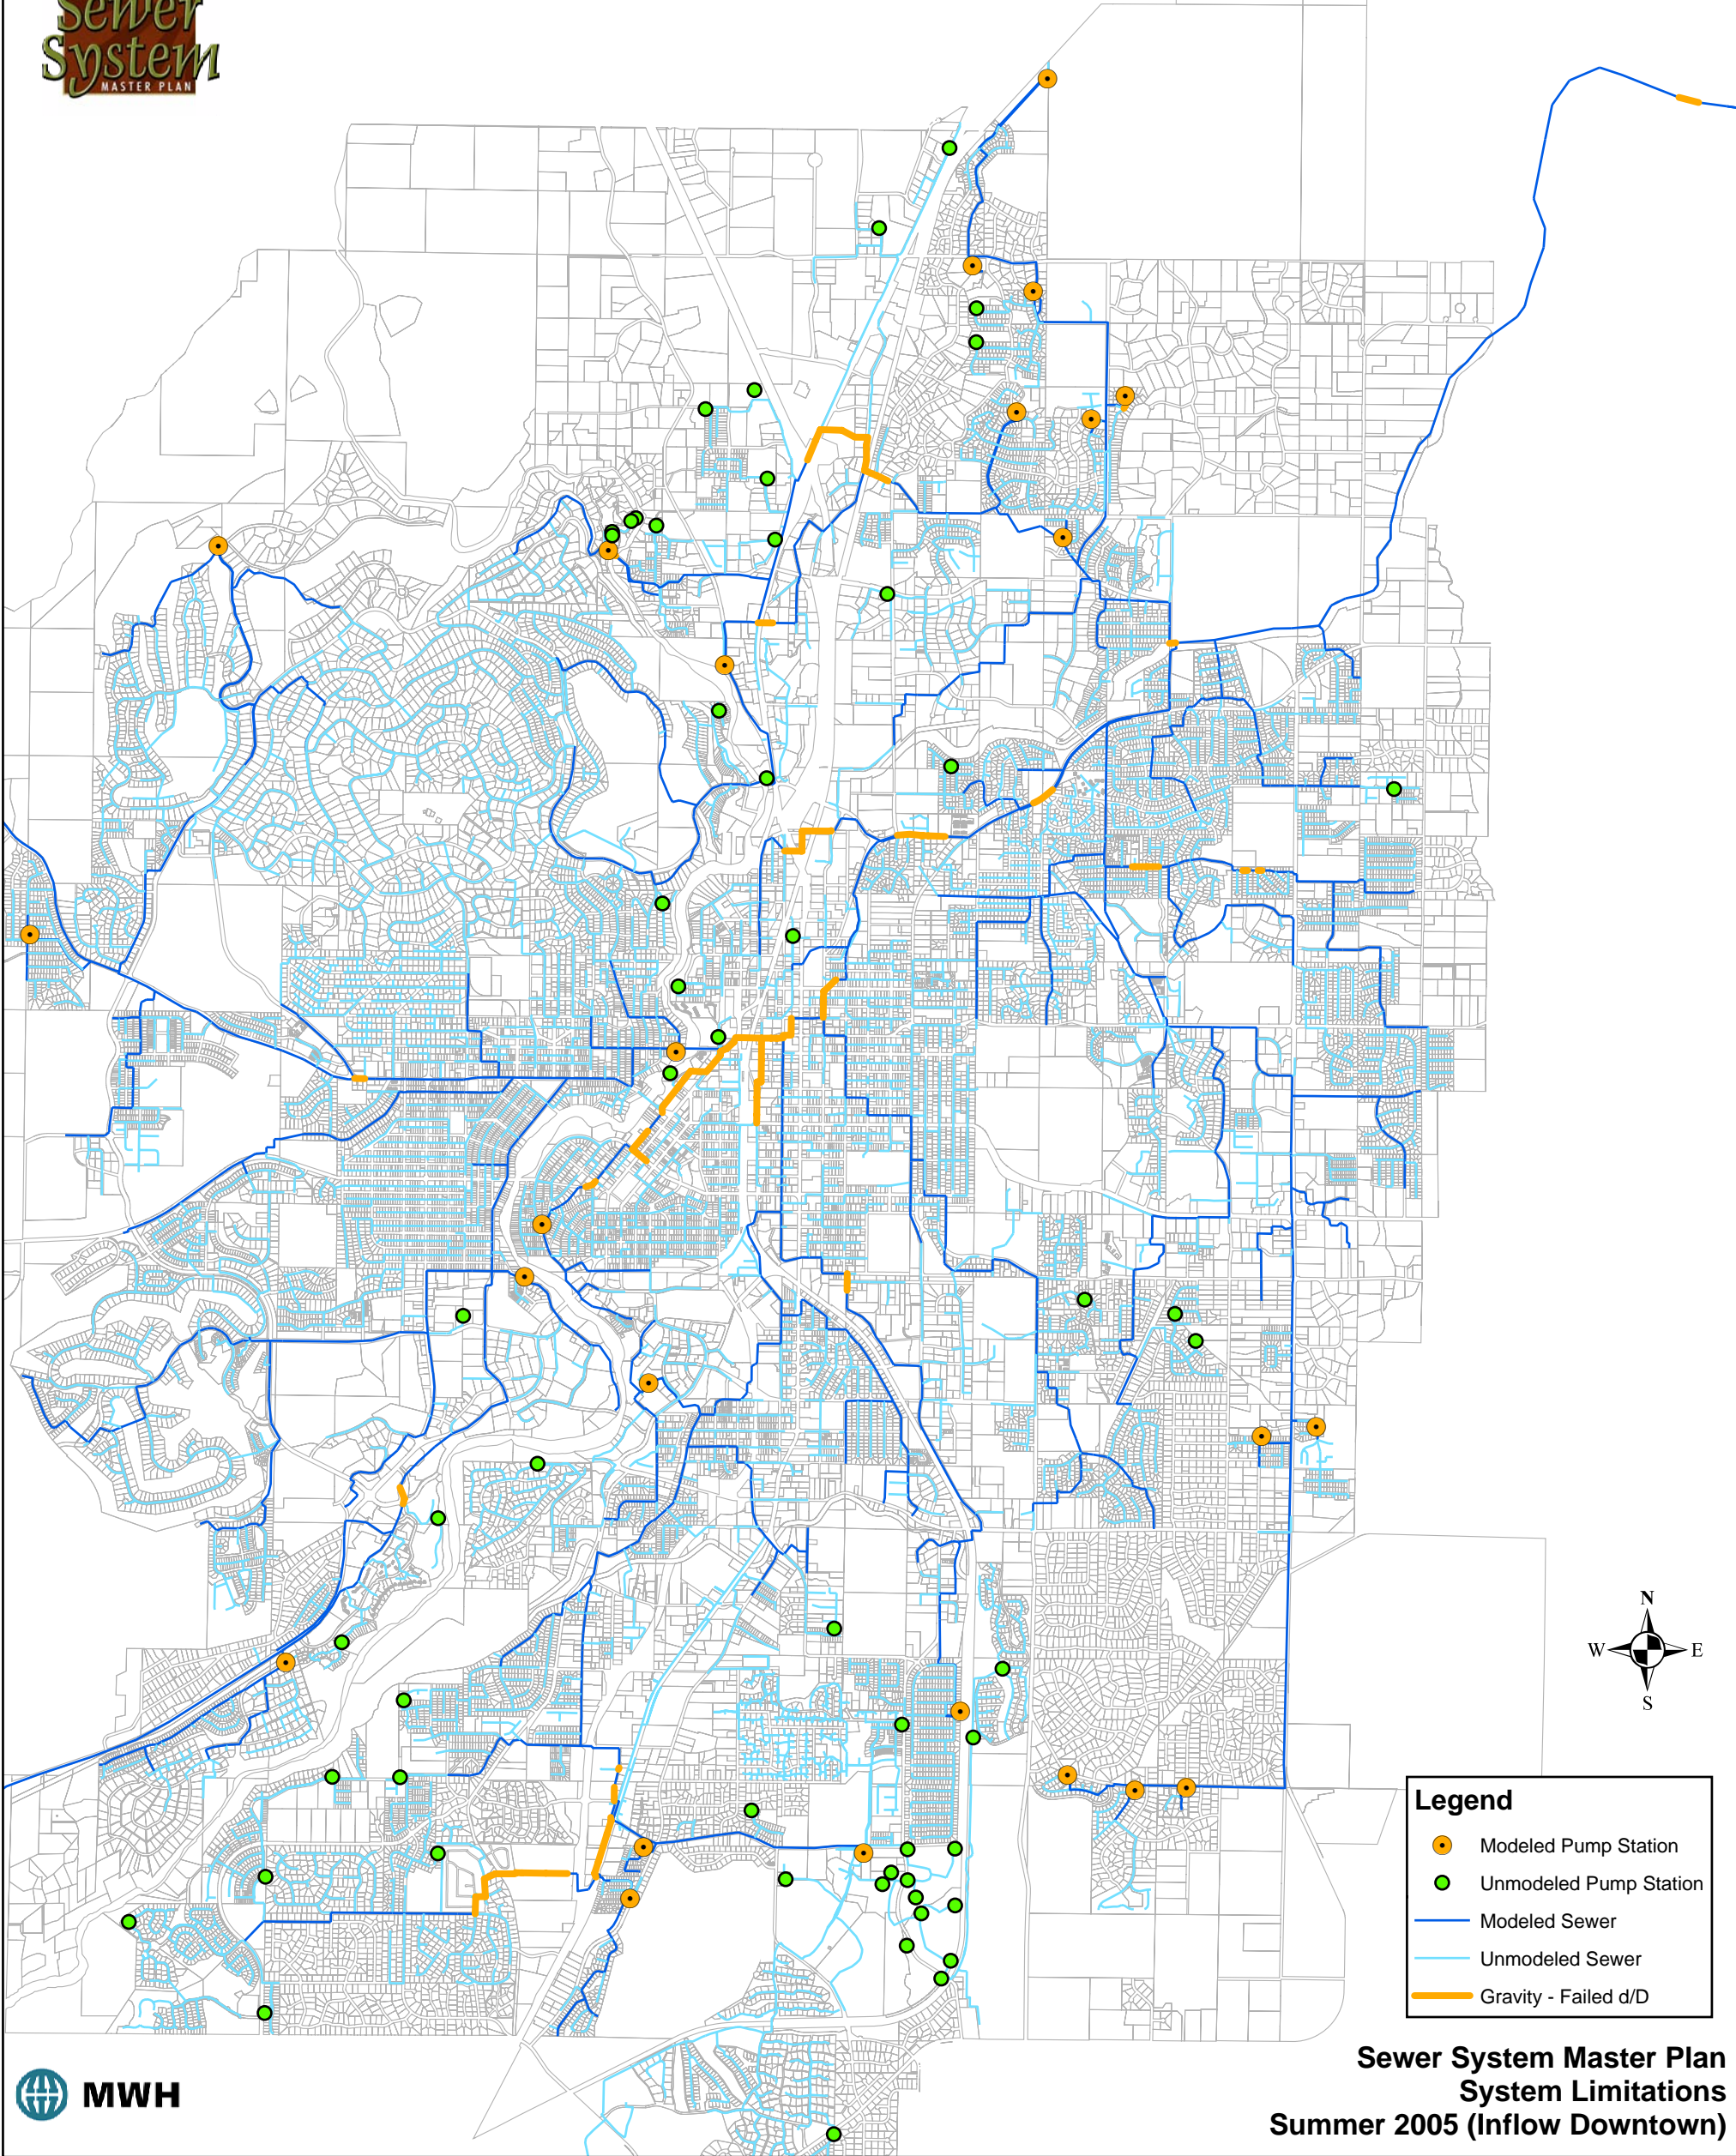 Sewer
System
MASTER PLAN
N
W E
S
Legend
Modeled Pump Station
Unmodeled Pump Station
Modeled Sewer
Unmodeled Sewer
Gravity - Failed d/D
MWH
Sewer System Master Plan
System Limitations
Summer 2005 (Inflow Downtown)